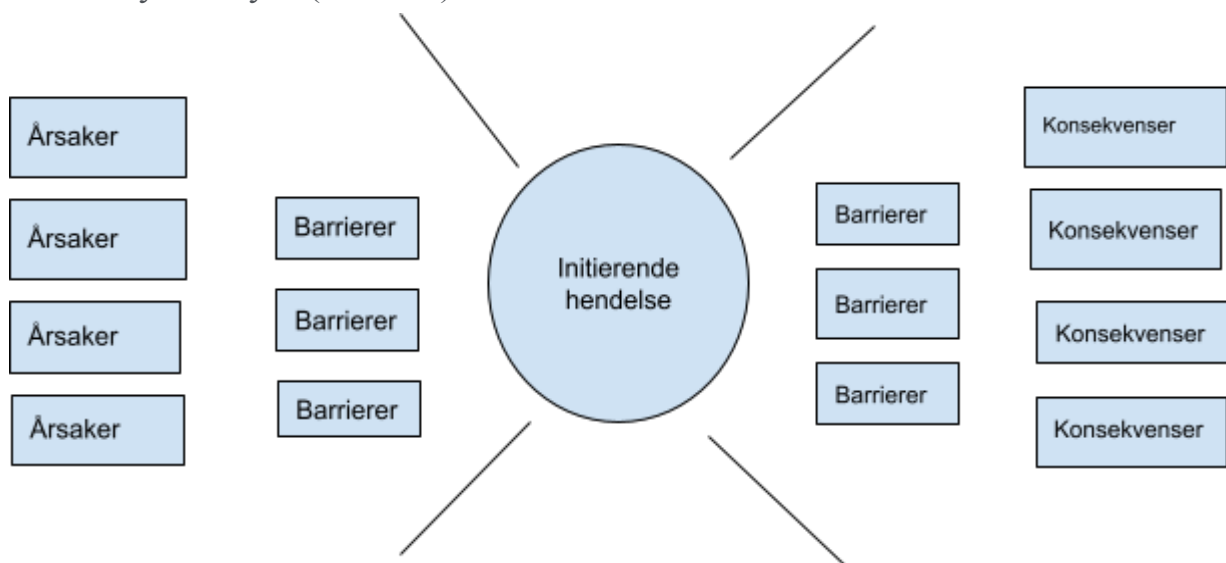 Årsaker
Årsaker
Årsaker
Årsaker
Barrierer
Barrierer
Barrierer
Initierende
hendelse
Barrierer
Barrierer
Barrierer
Konsekvenser
Konsekvenser
Konsekvenser
Konsekvenser